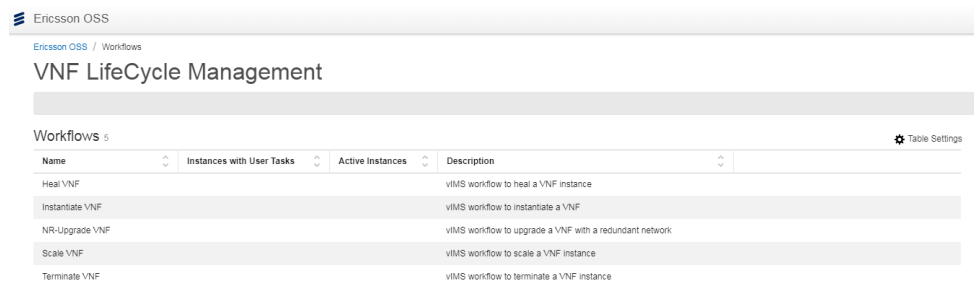 Ericsson OSS
Ericsson OSS / Workflows
VNF LifeCycle Management
Workflows 5
Table Settings
Name Instances with User Tasks Active Instances Description
Heal VNF vIMS workflow to heal a VNF instance
Instantiate VNF vIMS workflow to instantiate a VNF
NR-Upgrade VNF vIMS workflow to upgrade a VNF with a redundant network
Scale VNF vIMS workflow to scale a VNF instance
Terminate VNF vIMS workflow to terminate a VNF instance